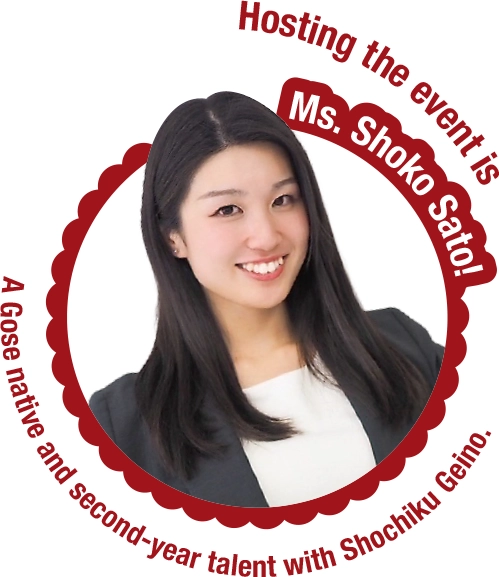 Hosting the event is
Ms. Shoko Sato!
A Gose native and second-year talent with Shochiku Geino.